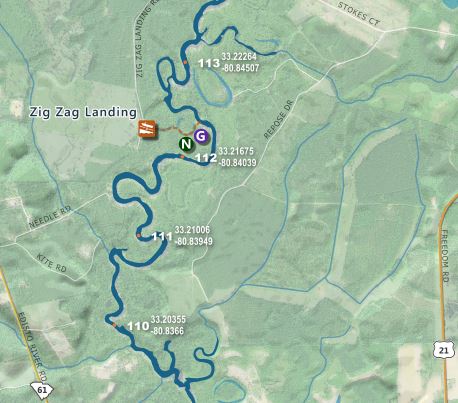 STOKES CT
ZIG ZAG LANDING RD
113 33.22264
-80.84507
Zig Zag Landing
REPOSE DR
G
N
112 33.21675
-80.84039
NEEDLE RD
111 33.21006
-80.83949
KITE RD
FREEDOM RD
110 33.20355
-80.8366
EDISTO RIVER RD
21
61